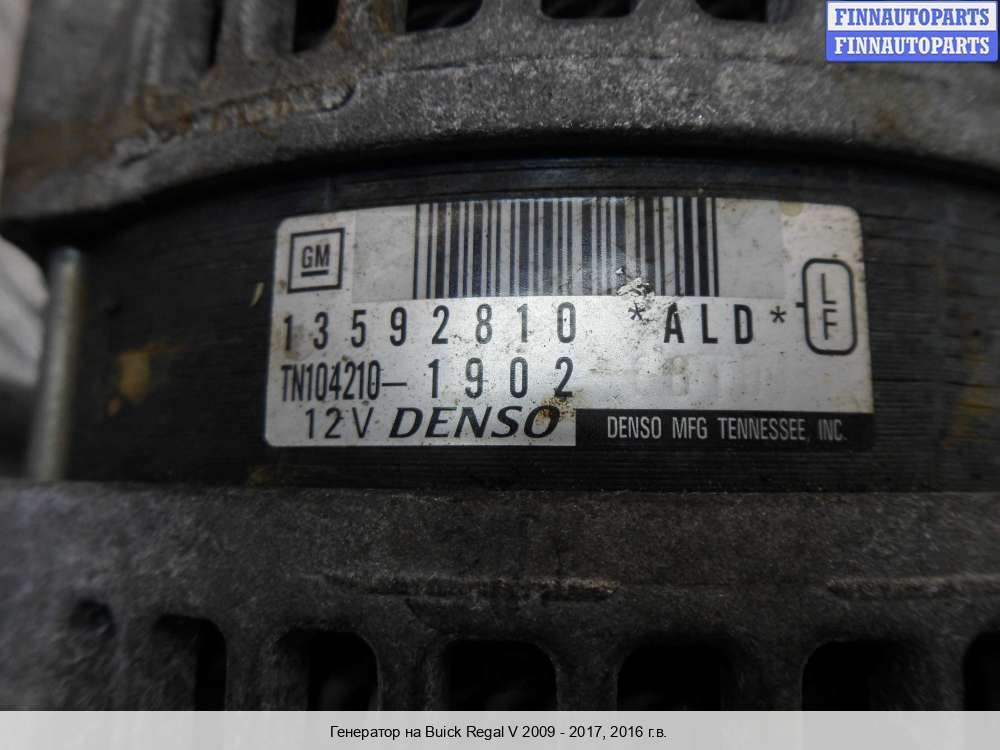 FINNAUTOPARTS
FINNAUTOPARTS
GM
13592810 *ALD*
LF
TN104210-1902
12V DENSO
DENSO MFG TENNESSEE, INC.
Генератор на Buick Regal V 2009 - 2017, 2016 г.в.